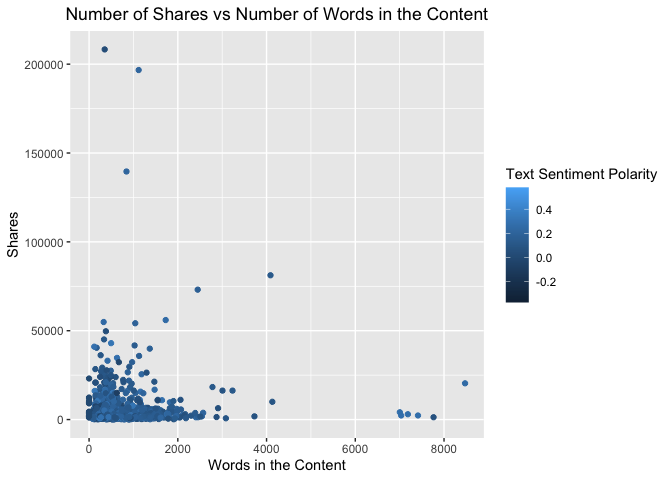 Number of Shares vs Number of Words in the Content
200000
150000
100000
50000
0
Shares
0 2000 4000 6000 8000
Words in the Content
Text Sentiment Polarity
0.4
0.2
0.0
-0.2